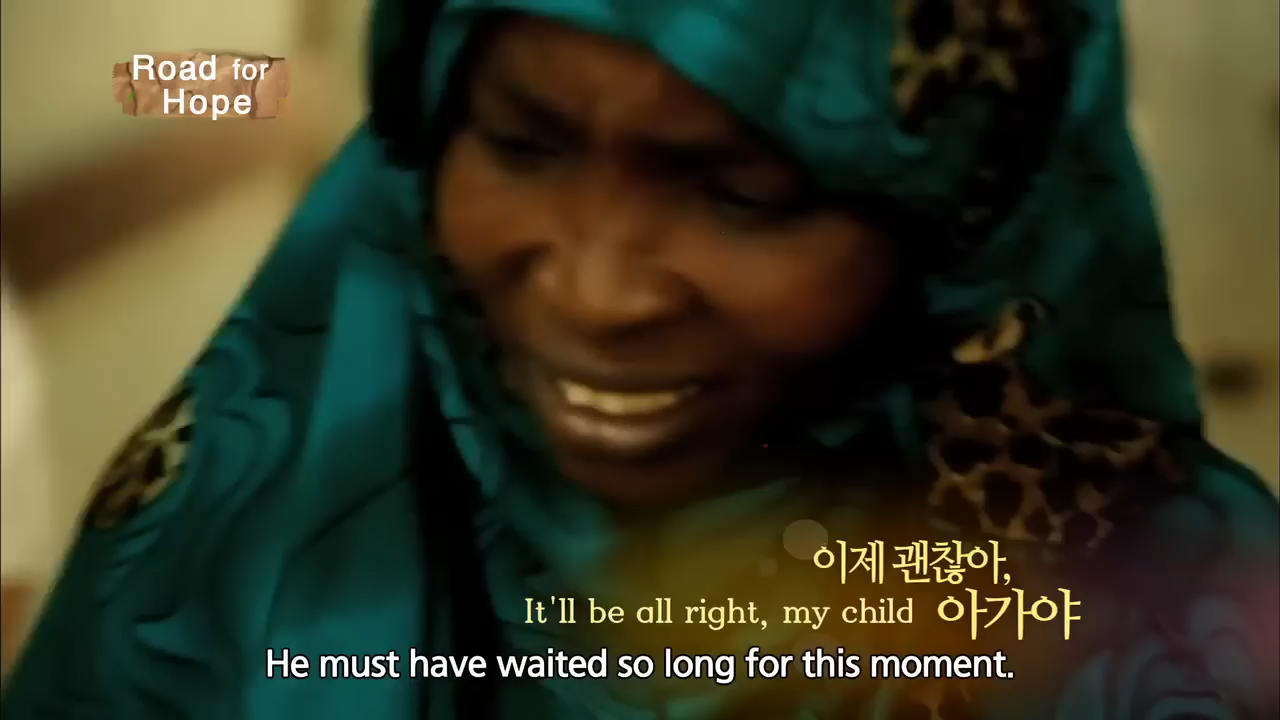 Road for
Hope
이제 괜찮아,
It'll be all right, my child 아가야
He must have waited so long for this moment.